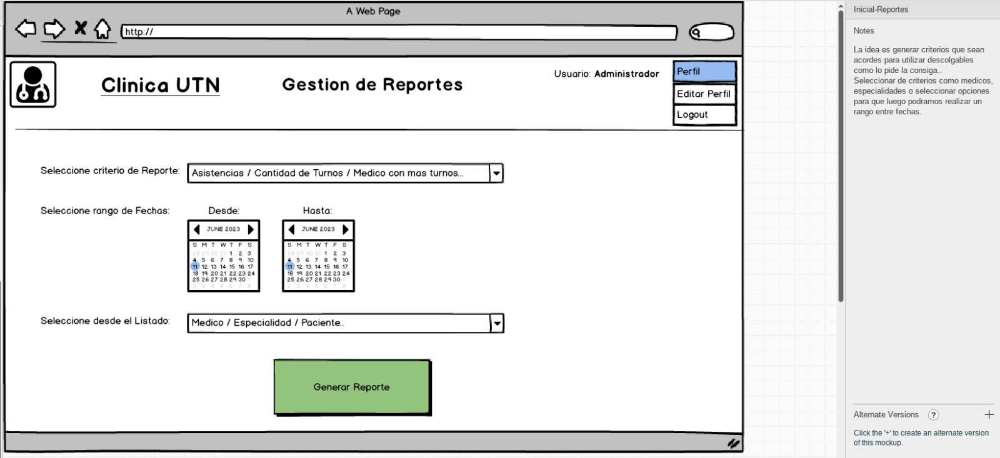 A Web Page
http://
Clinica UTN
Gestion de Reportes
Usuario: Administrador
Perfil
Editar Perfil
Logout
Seleccione criterio de Reporte:
Asistencias / Cantidad de Turnos / Medico con mas turnos...
Seleccione rango de Fechas:
Desde:
Hasta:
JUNE 2023
S M T W T F S
28 29 30 31 1 2 3
4 5 6 7 8 9 10
11 12 13 14 15 16 17
18 19 20 21 22 23 24
25 26 27 28 29 30 1
2 3 4 5 6 7 8
JUNE 2023
S M T W T F S
28 29 30 31 1 2 3
4 5 6 7 8 9 10
11 12 13 14 15 16 17
18 19 20 21 22 23 24
25 26 27 28 29 30 1
2 3 4 5 6 7 8
Seleccione desde el Listado:
Medico / Especialidad / Paciente..
Generar Reporte
Inicial-Reportes
Notes
La idea es generar criterios que sean
acordes para utilizar descolgables
como lo pide la consiga..
Seleccionar de criterios como medicos,
especialidades o seleccionar opciones
para que luego podramos realizar un
rango entre fechas.
Alternate Versions ?
Click the '+' to create an alternate version
of this mockup.